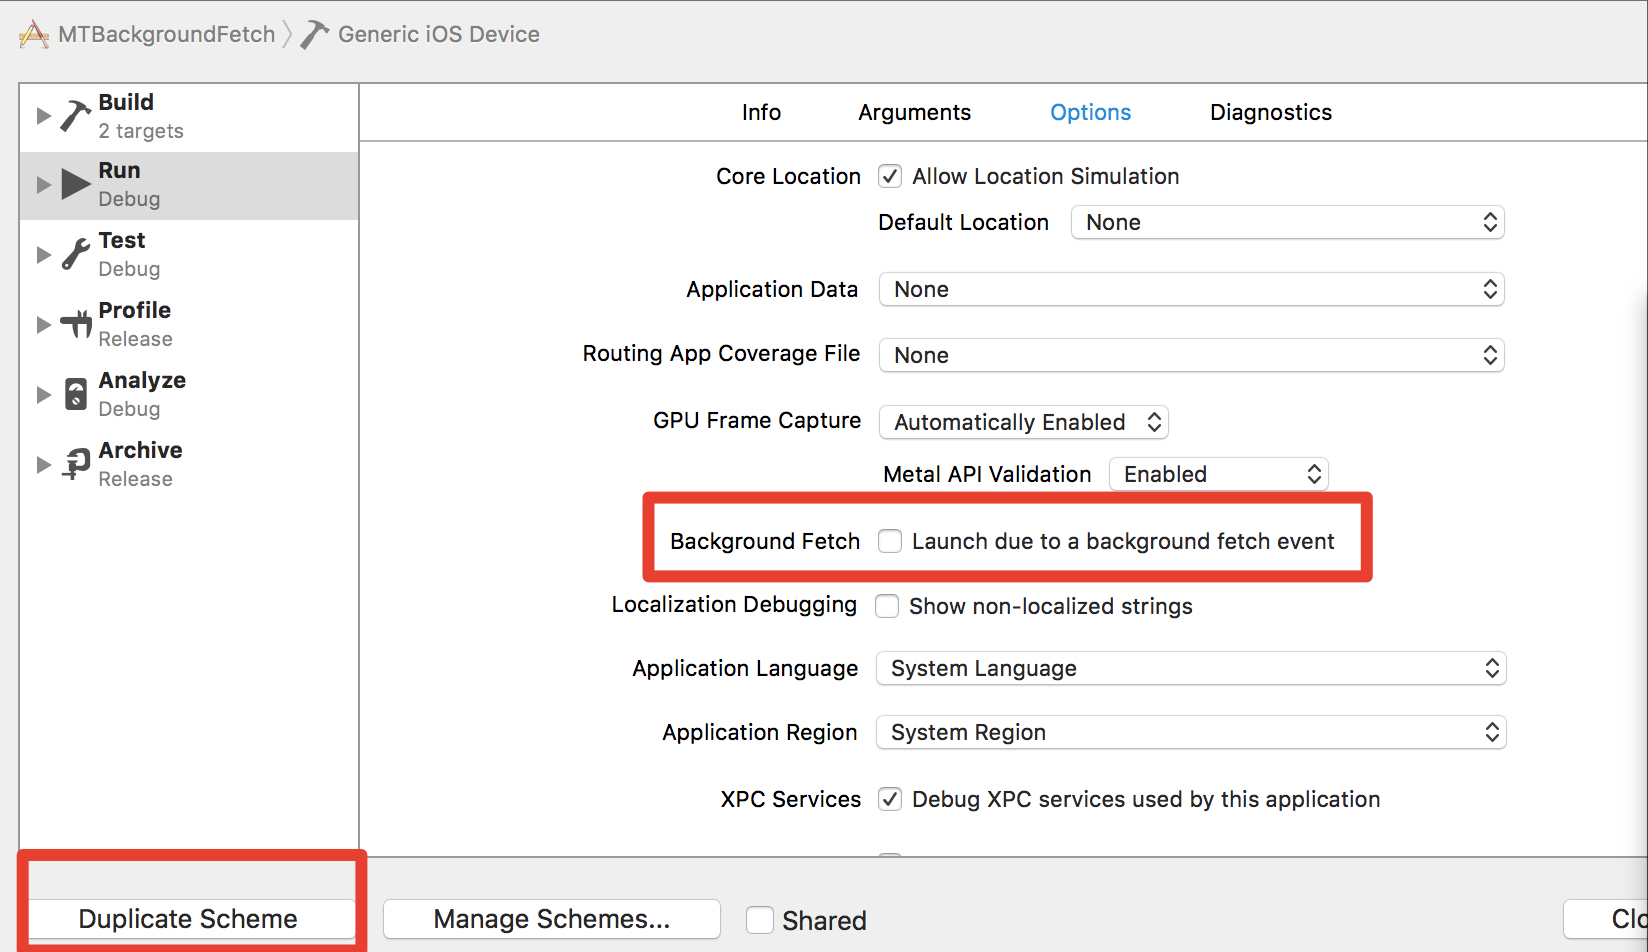 MTBackgroundFetch Generic iOS Device
Build
2 targets
Run
Debug
Test
Debug
Profile
Release
Analyze
Debug
Archive
Release
Info Arguments Options Diagnostics
Core Location Allow Location Simulation
Default Location None
Application Data None
Routing App Coverage File None
GPU Frame Capture Automatically Enabled
Metal API Validation Enabled
Background Fetch Launch due to a background fetch event
Localization Debugging Show non-localized strings
Application Language System Language
Application Region System Region
XPC Services Debug XPC services used by this application
Duplicate Scheme Manage Schemes... Shared